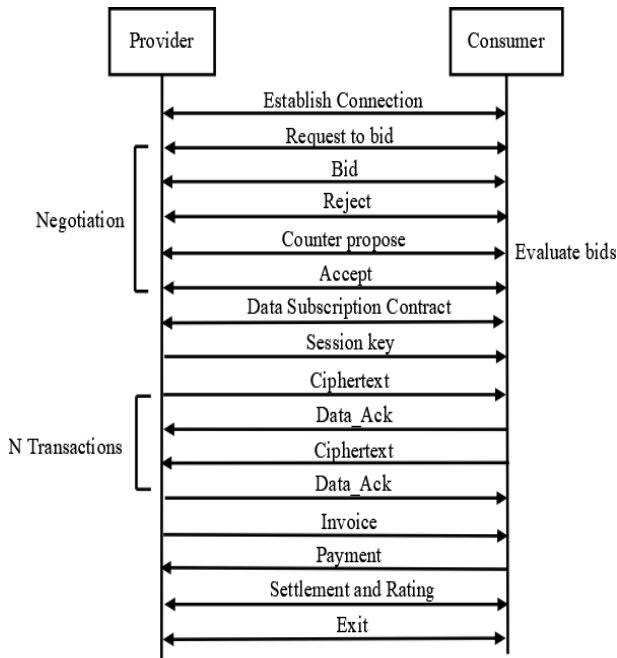 Provider
Consumer
Establish Connection
Request to bid
Bid
Reject
Negotiation
Counter propose
Evaluate bids
Accept
Data Subscription Contract
Session key
Ciphertext
Data_Ack
N Transactions
Ciphertext
Data_Ack
Invoice
Payment
Settlement and Rating
Exit